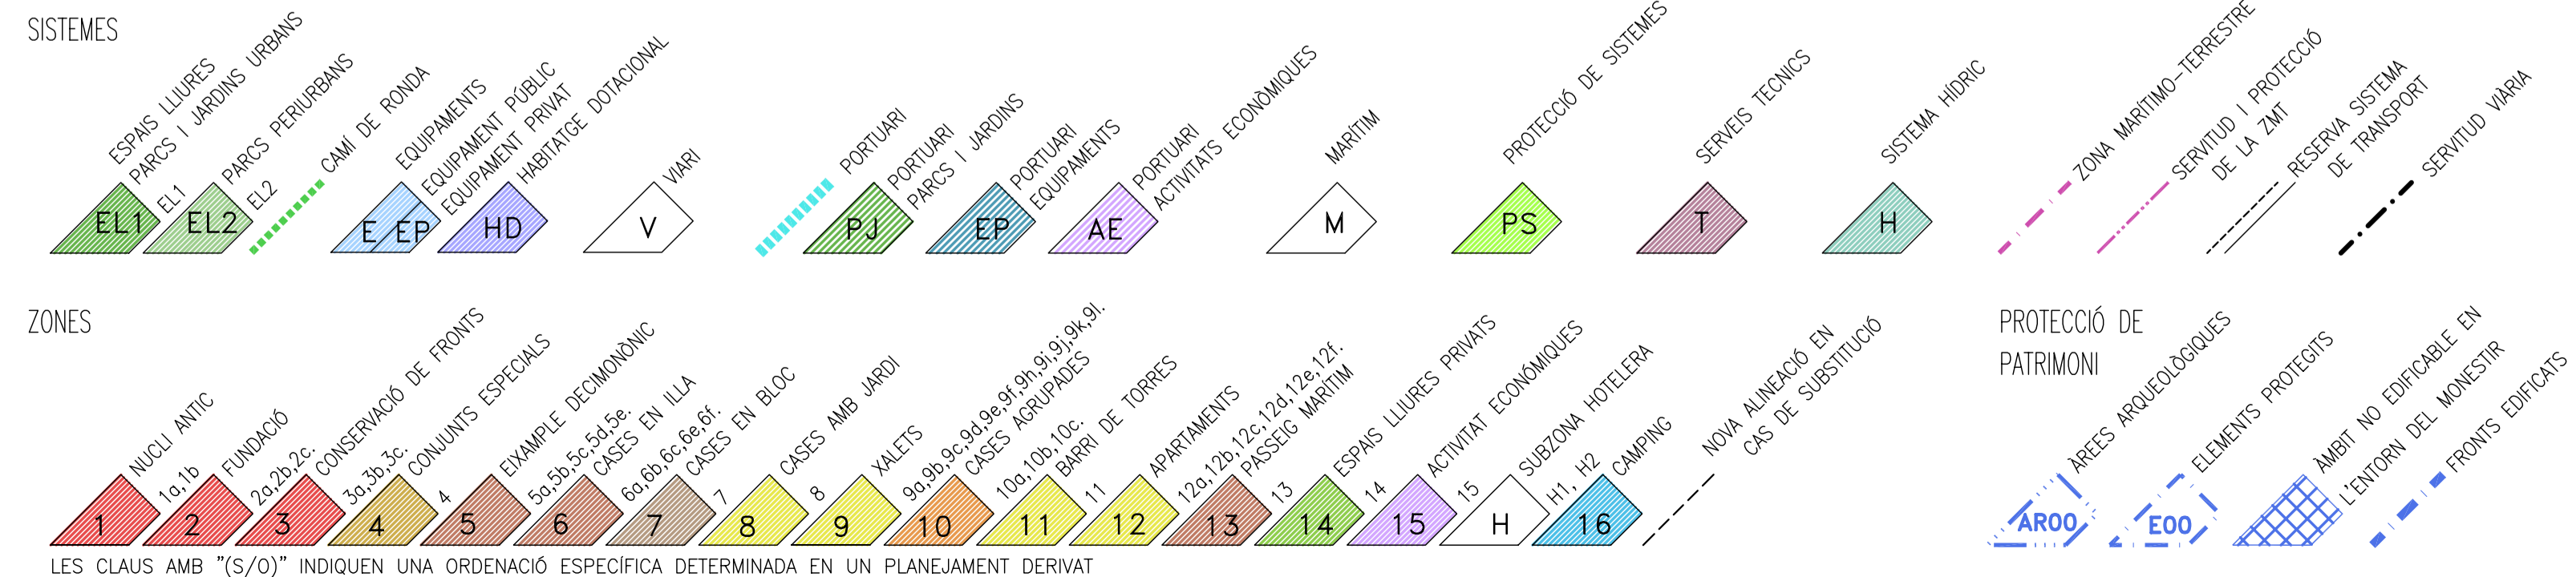 SISTEMES
ESPAIS LLIURES
PARCS I JARDINS URBANS
EL1
PARCS PERIURBANS
EL2
CAMÍ DE RONDA
EQUIPAMENTS
EQUIPAMENT PÚBLIC
EQUIPAMENT PRIVAT
HABITATGE DOTACIONAL
VIARI
PORTUARI
PORTUARI
PARCS I JARDINS
PORTUARI
EQUIPAMENTS
PORTUARI
ACTIVITATS ECONÒMIQUES
MARÍTIM
PROTECCIÓ DE SISTEMES
SERVEIS TECNICS
SISTEMA HÍDRIC
ZONA MARÍTIMO-TERRESTRE
SERVITUD I PROTECCIÓ
DE LA ZMT
RESERVA SISTEMA
DE TRANSPORT
SERVITUD VIÀRIA
EL1
EL2
E
EP
HD
V
PJ
EP
AE
M
PS
T
H
ZONES
NUCLI ANTIC
1a,1b
FUNDACIÓ
2a,2b,2c.
CONSERVACIÓ DE FRONTS
3a,3b,3c.
CONJUNTS ESPECIALS
4
EIXAMPLE DECIMONÒNIC
5a,5b,5c,5d,5e.
CASES EN ILLA
6a,6b,6c,6e,6f.
CASES EN BLOC
7
CASES AMB JARDI
8
XALETS
9a,9b,9c,9d,9e,9f,9h,9i,9j,9k,9l.
CASES AGRUPADES
10a,10b,10c.
BARRI DE TORRES
11
APARTAMENTS
12a,12b,12c,12d,12e,12f.
PASSEIG MARÍTIM
13
ESPAIS LLIURES PRIVATS
14
ACTIVITAT ECONÓMIQUES
15
SUBZONA HOTELERA
H1, H2
CAMPING
NOVA ALINEACIÓ EN
CAS DE SUBSTITUCIÓ
1
2
3
4
5
6
7
8
9
10
11
12
13
14
15
H
16
LES CLAUS AMB "(S/O)" INDIQUEN UNA ORDENACIÓ ESPECÍFICA DETERMINADA EN UN PLANEJAMENT DERIVAT
PROTECCIÓ DE
PATRIMONI
ÀREES ARQUEOLÒGIQUES
ELEMENTS PROTEGITS
ÀMBIT NO EDIFICABLE EN
L'ENTORN DEL MONESTIR
FRONTS EDIFICATS
AR00
E00